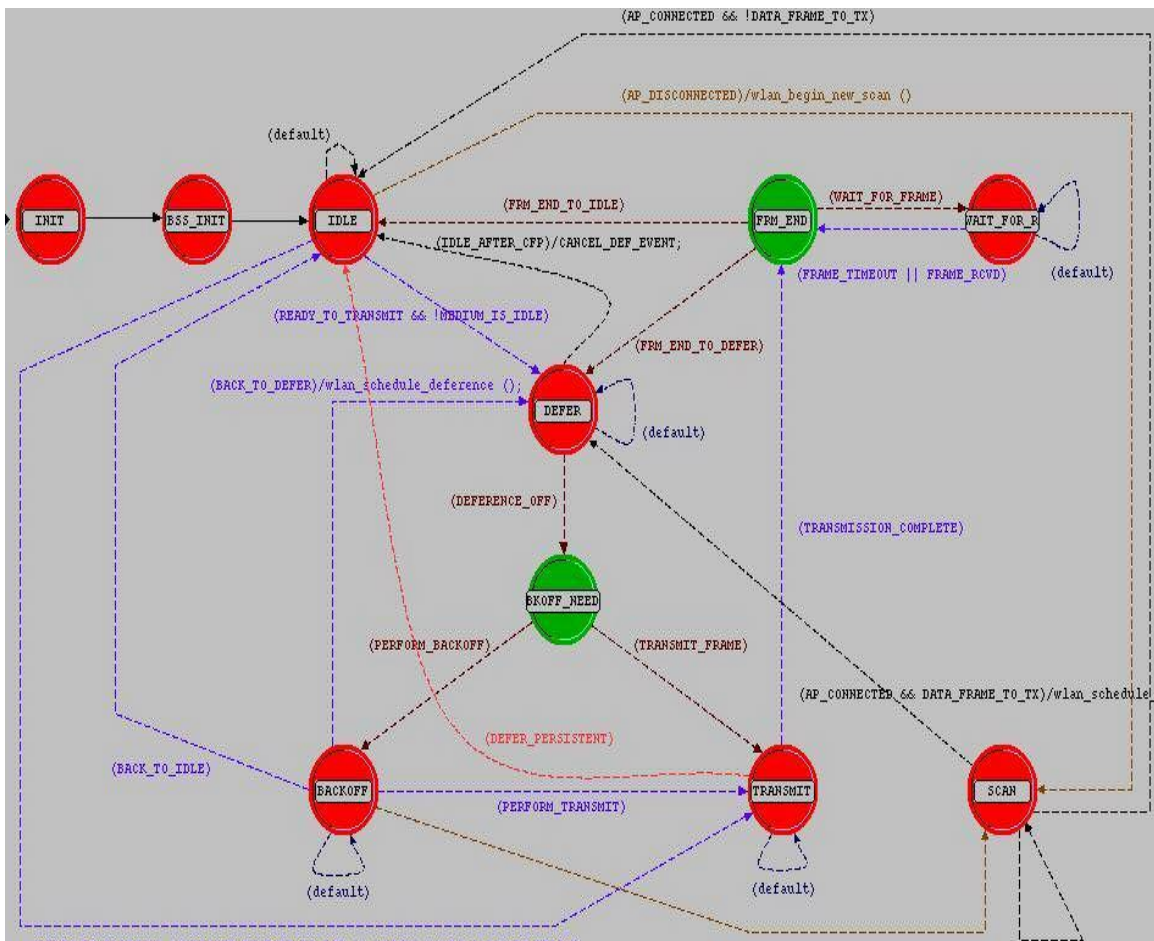 (AP_CONNECTED && !DATA_FRAME_TO_TX)
(AP_DISCONNECTED)/wlan_begin_new_scan ()
(default)
INIT
BSS_INIT
IDLE
(FRM_END_TO_IDLE)
FRM_END
(WAIT_FOR_FRAME)
WAIT_FOR_R
(IDLE_AFTER_CFP)/CANCEL_DEF_EVENT;
(FRAME_TIMEOUT || FRAME_RCVD)
(default)
(READY_TO_TRANSMIT && !MEDIUM_IS_IDLE)
(FRM_END_TO_DEFER)
(BACK_TO_DEFER)/wlan_schedule_deference ();
DEFER
(default)
(DEFERENCE_OFF)
(TRANSMISSION_COMPLETE)
BKOFF_NEED
(PERFORM_BACKOFF)
(TRANSMIT_FRAME)
(AP_CONNECTED && DATA_FRAME_TO_TX)/wlan_schedule
(DEFER_PERSISTENT)
(BACK_TO_IDLE)
BACKOFF
(PERFORM_TRANSMIT)
TRANSMIT
SCAN
(default)
(default)